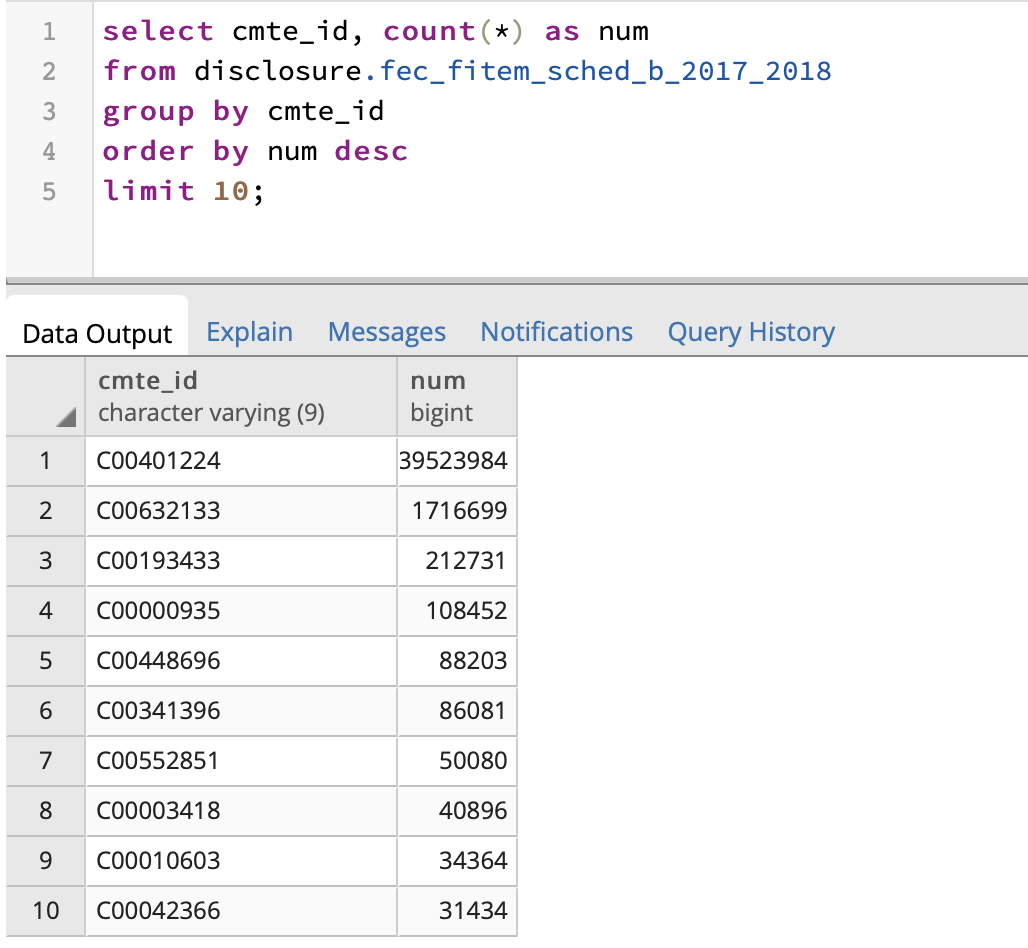 1 select cmte_id, count(*) as num
2 from disclosure.fec_fitem_sched_b_2017_2018
3 group by cmte_id
4 order by num desc
5 limit 10;
Data Output Explain Messages Notifications Query History
cmte_id num
character varying (9) bigint
1 C00401224 39523984
2 C00632133 1716699
3 C00193433 212731
4 C00000935 108452
5 C00448696 88203
6 C00341396 86081
7 C00552851 50080
8 C00003418 40896
9 C00010603 34364
10 C00042366 31434